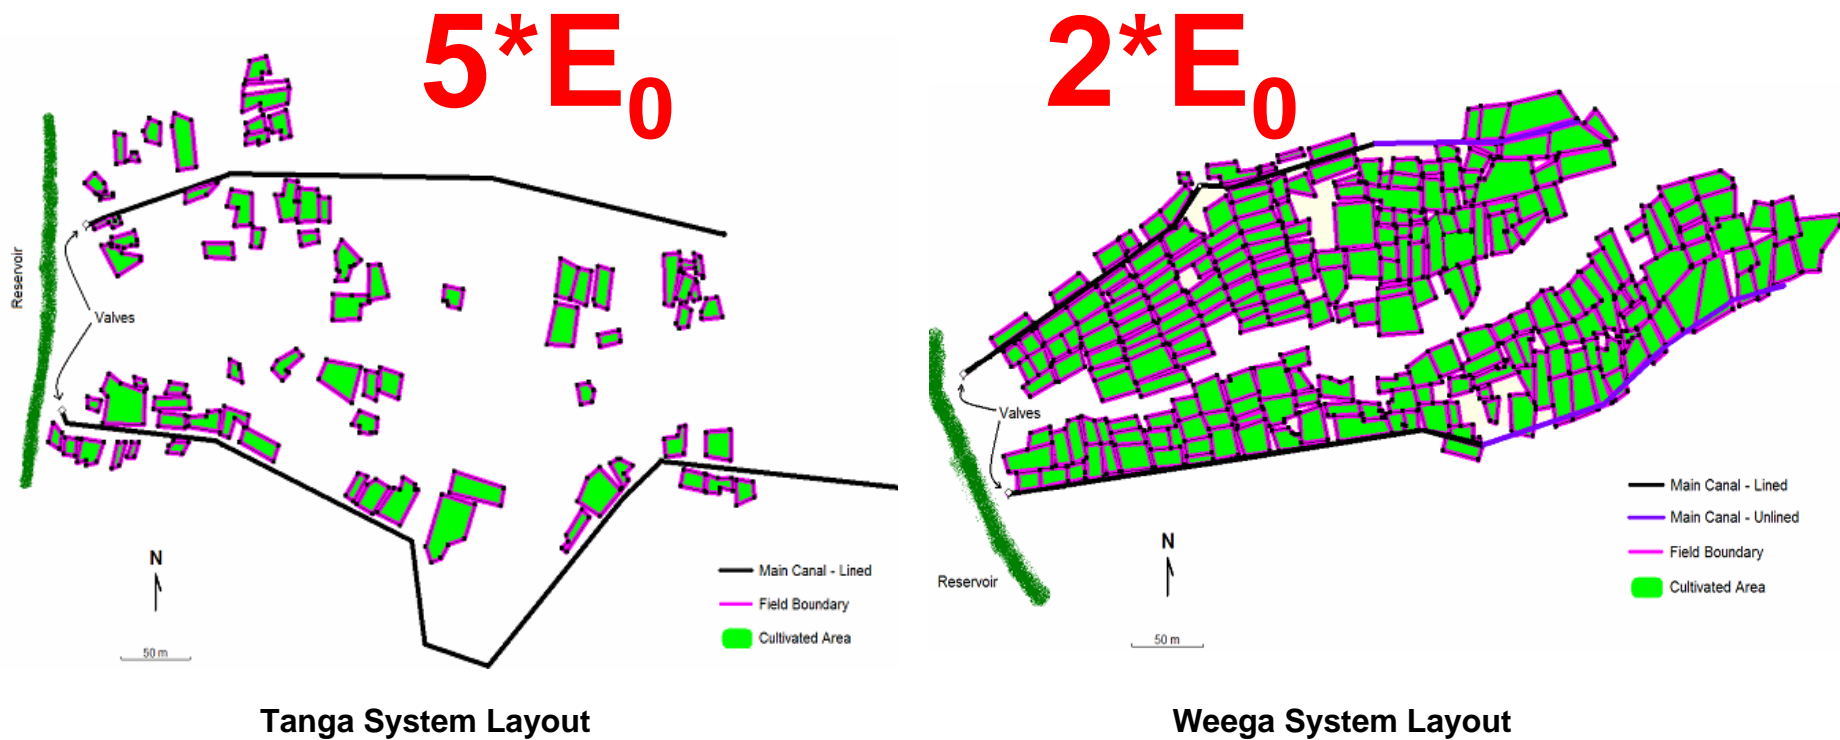 5*E₀
Reservoir
Valves
N
50 m
Main Canal - Lined
Field Boundary
Cultivated Area
Tanga System Layout
2*E₀
Valves
Reservoir
N
50 m
Main Canal - Lined
Main Canal - Unlined
Field Boundary
Cultivated Area
Weega System Layout